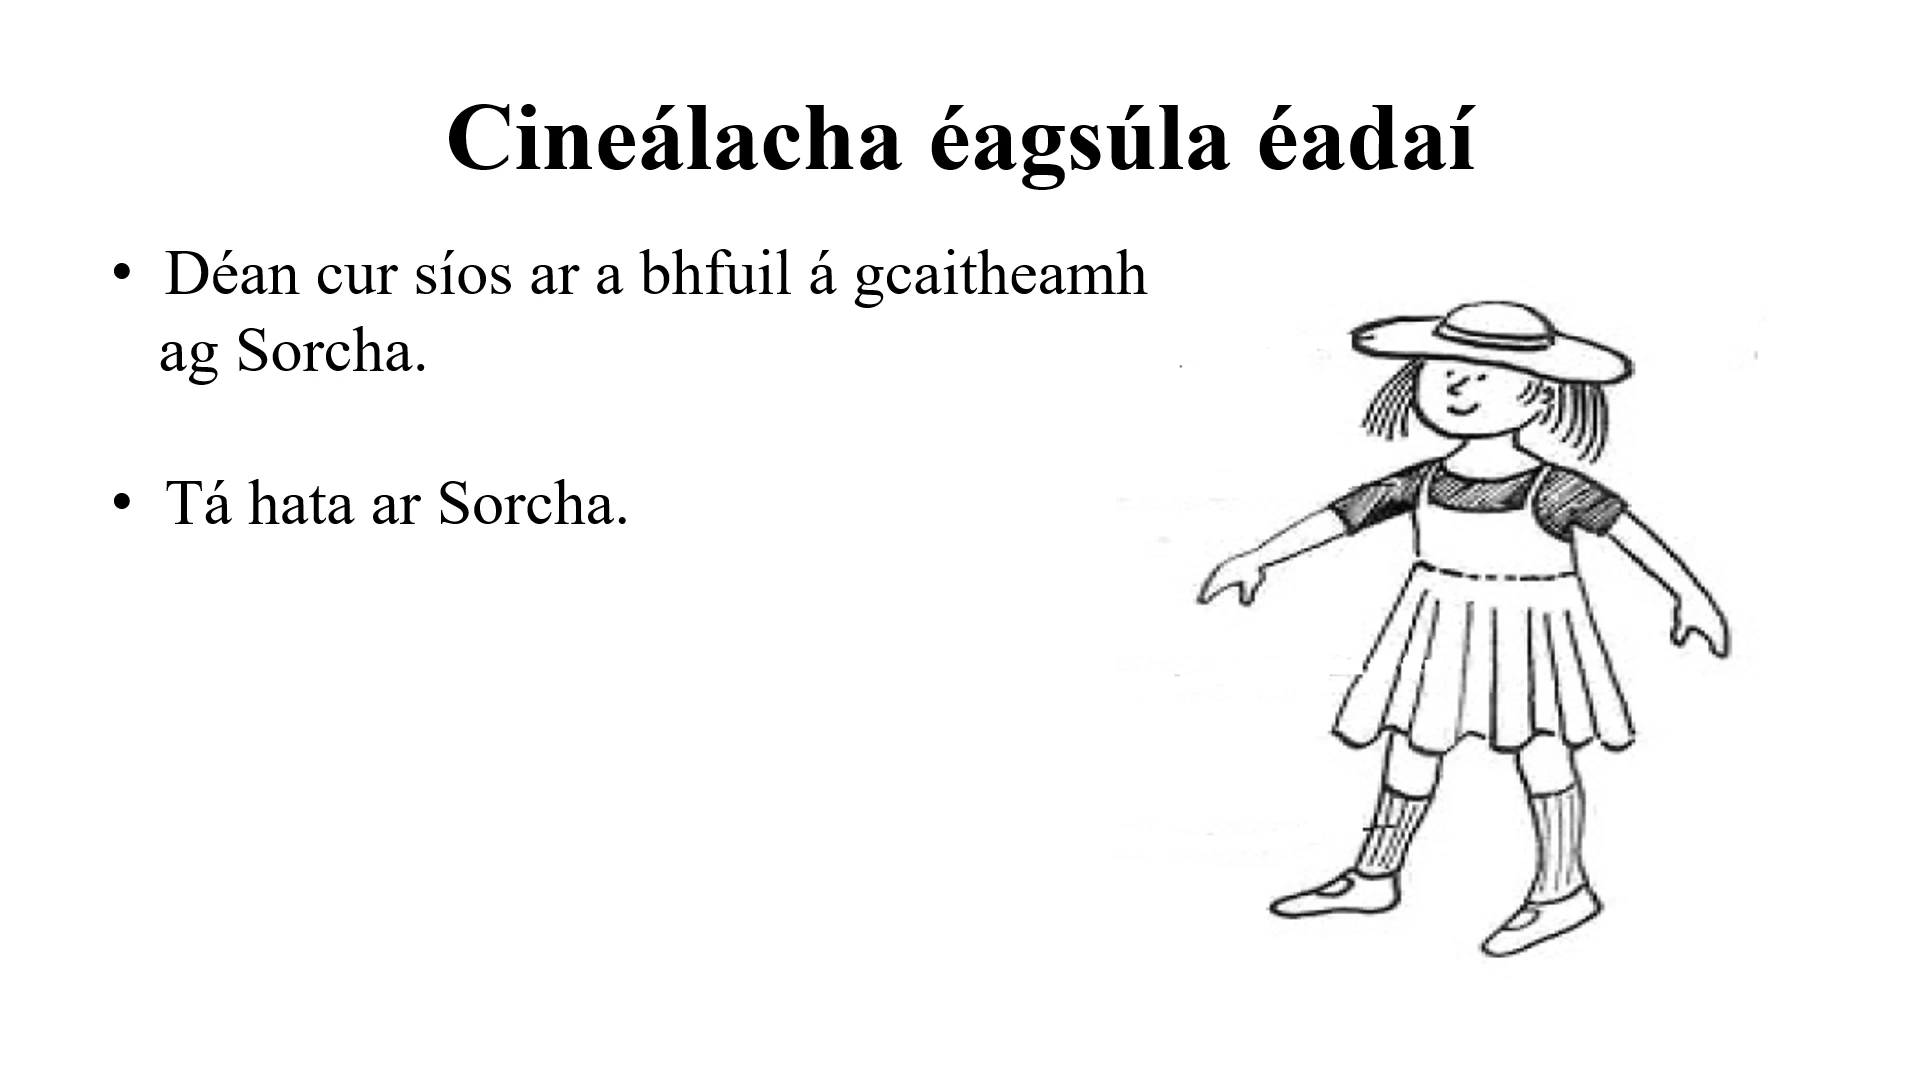 Cineálacha éagsúla éadaí
• Déan cur síos ar a bhfuil á gcaitheamh
ag Sorcha.
• Tá hata ar Sorcha.